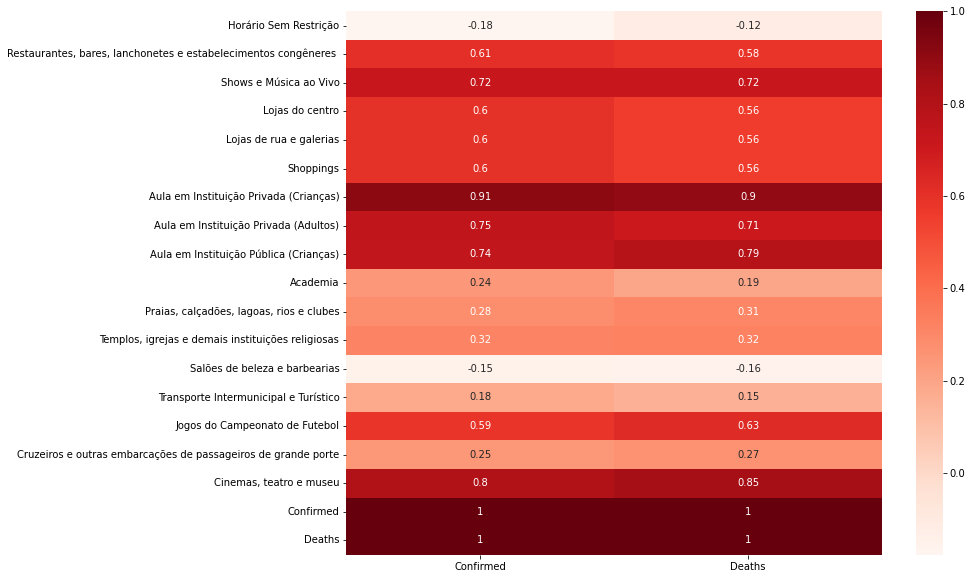 Horário Sem Restrição -0.18 -0.12
Restaurantes, bares, lanchonetes e estabelecimentos congêneres 0.61 0.58
Shows e Música ao Vivo 0.72 0.72
Lojas do centro 0.6 0.56
Lojas de rua e galerias 0.6 0.56
Shoppings 0.6 0.56
Aula em Instituição Privada (Crianças) 0.91 0.9
Aula em Instituição Privada (Adultos) 0.75 0.71
Aula em Instituição Pública (Crianças) 0.74 0.79
Academia 0.24 0.19
Praias, calçadões, lagoas, rios e clubes 0.28 0.31
Templos, igrejas e demais instituições religiosas 0.32 0.32
Salões de beleza e barbearias -0.15 -0.16
Transporte Intermunicipal e Turístico 0.18 0.15
Jogos do Campeonato de Futebol 0.59 0.63
Cruzeiros e outras embarcações de passageiros de grande porte 0.25 0.27
Cinemas, teatro e museu 0.8 0.85
Confirmed 1 1
Deaths 1 1
Confirmed Deaths
1.0
0.8
0.6
0.4
0.2
0.0